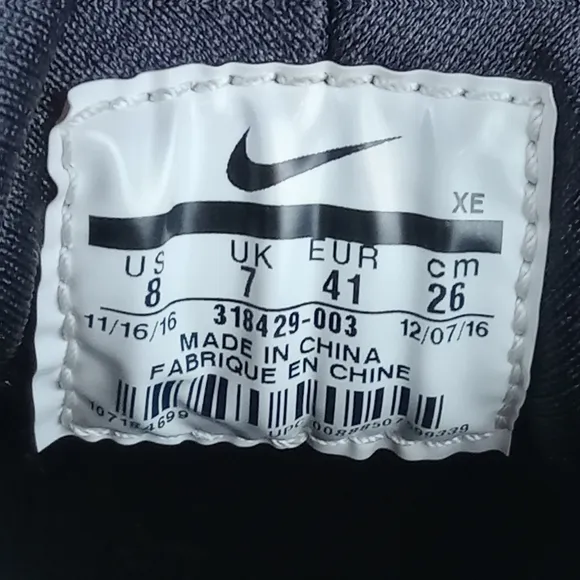 XE
US UK EUR cm
8 7 41 26
11/16/16 318429-003 12/07/16
MADE IN CHINA
FABRIQUE EN CHINE